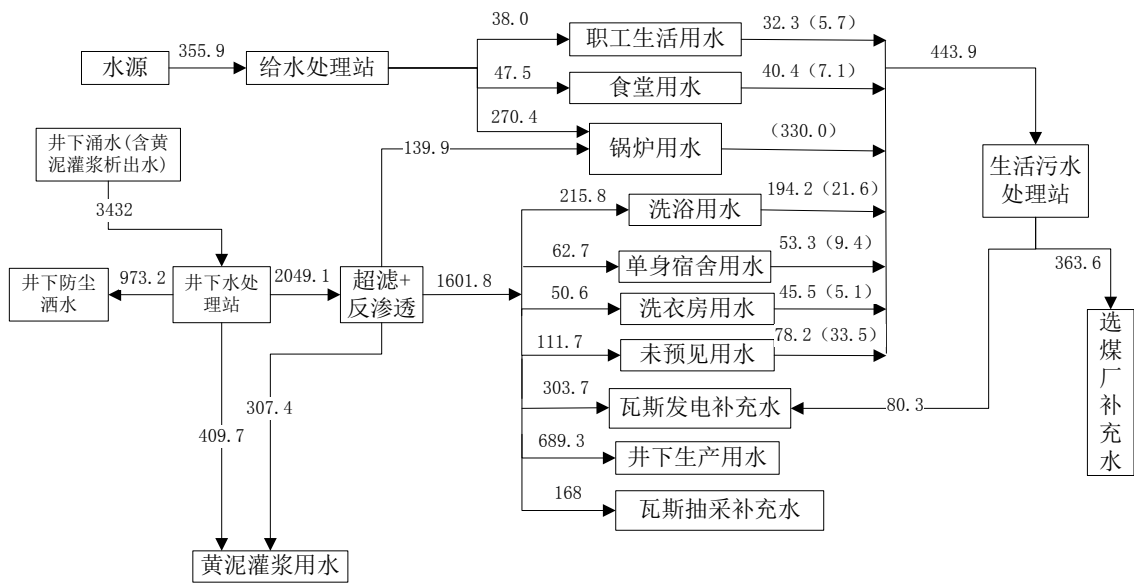 38.0
职工生活用水
32.3（5.7）
水源
355.9
给水处理站
443.9
47.5
食堂用水
40.4（7.1）
270.4
井下涌水(含黄
泥灌浆析出水)
139.9
锅炉用水
（330.0）
生活污水
处理站
3432
215.8
洗浴用水
194.2（21.6）
62.7
单身宿舍用水
53.3（9.4）
363.6
井下防尘
洒水
973.2
井下水处
理站
2049.1
超滤+
反渗透
1601.8
50.6
洗衣房用水
45.5（5.1）
111.7
未预见用水
78.2（33.5）
选煤厂补充水
303.7
瓦斯发电补充水
80.3
307.4
409.7
689.3
井下生产用水
168
瓦斯抽采补充水
黄泥灌浆用水